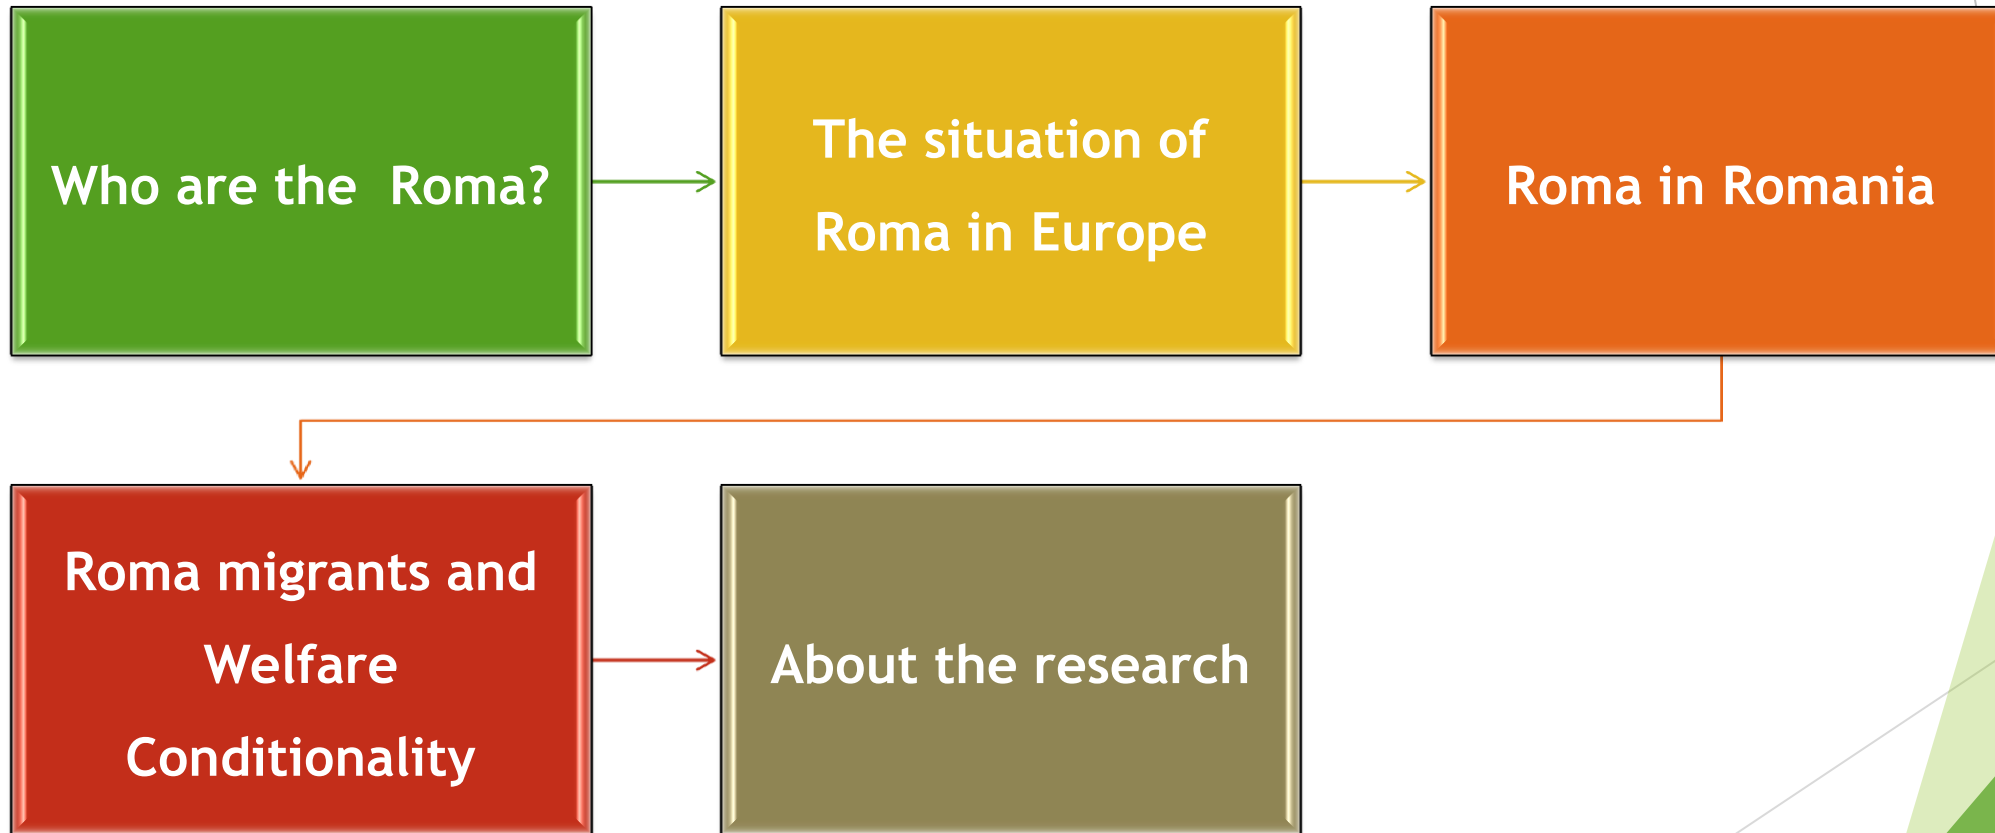 Who are the  Roma?
The situation of
Roma in Europe
Roma in Romania
Roma migrants and
Welfare
Conditionality
About the research